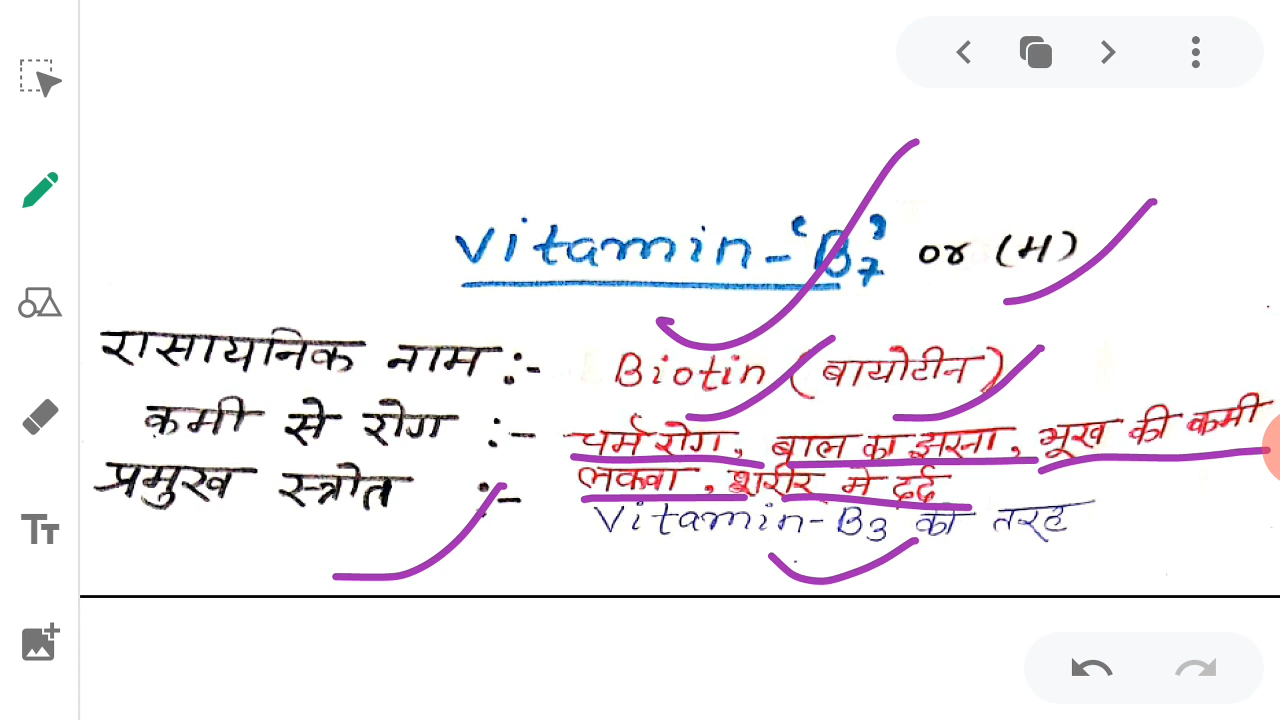 Vitamin-'B7' or (H)
रासायनिक नाम :- Biotin (बायोटीन)
कमी से रोग :- चर्म रोग, बाल का झरना, भूख की कमी
लकवा, शरीर मे दर्द
प्रमुख स्त्रोत :- Vitamin-B3 की तरह